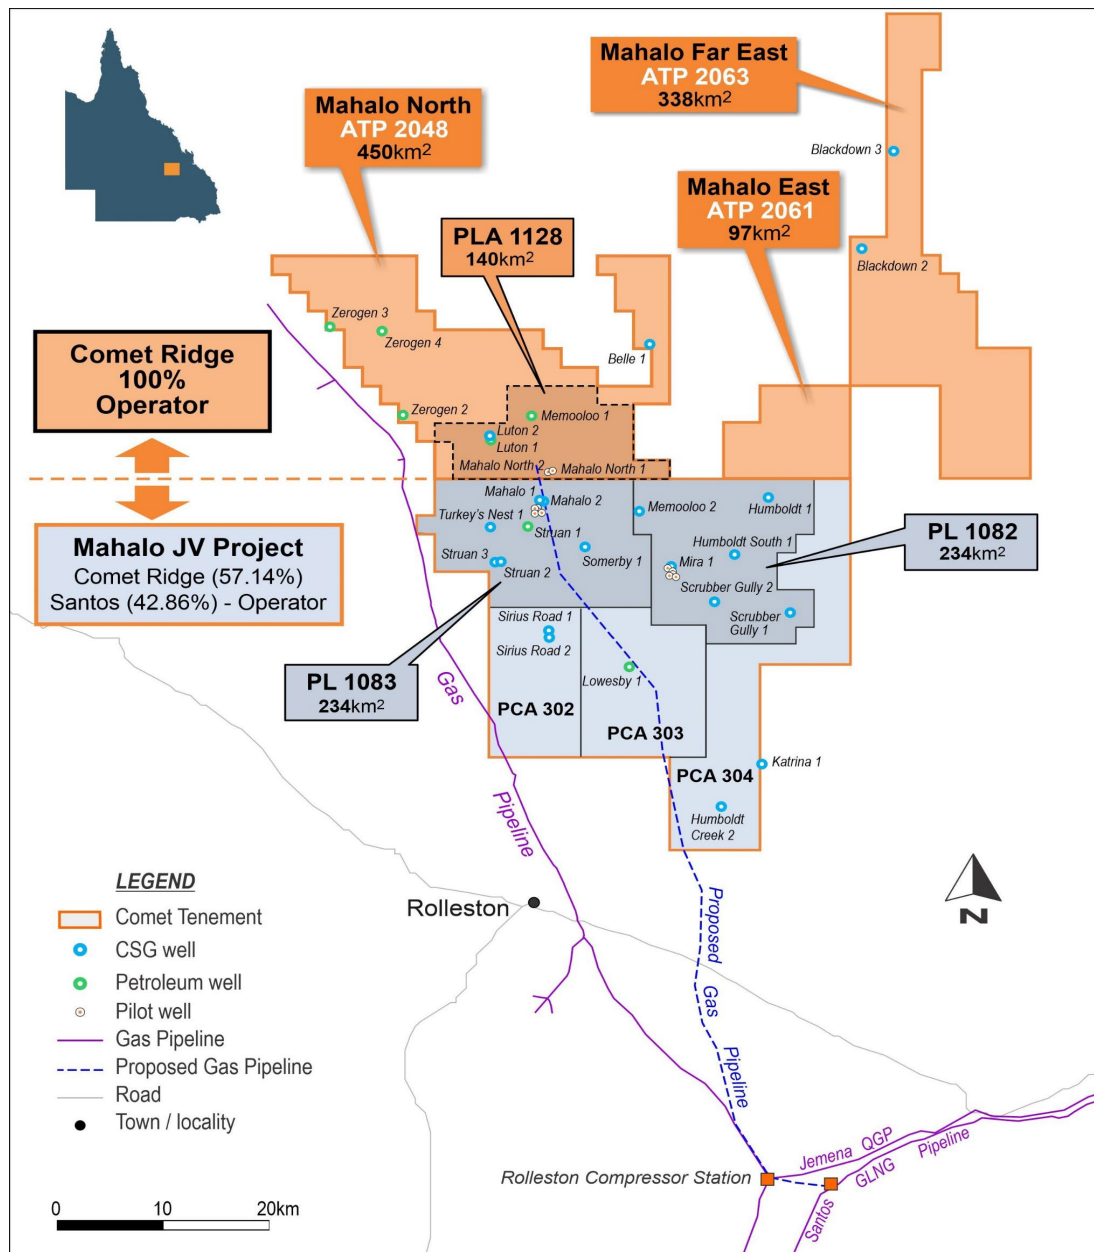 Mahalo Far East
ATP 2063
338km2
Mahalo North
ATP 2048
450km2
Blackdown 3
Mahalo East
ATP 2061
97km2
PLA 1128
140km2
Blackdown 2
Zerogen 3
Zerogen 4
Belle 1
Comet Ridge
100%
Operator
Zerogen 2
Memooloo 1
Luton 2
Luton 1
Mahalo North 2
Mahalo North 1
Mahalo 1
Mahalo 2
Memooloo 2
Humboldt 1
Turkey's Nest 1
Struan 1
Humboldt South 1
PL 1082
234km2
Mahalo JV Project
Comet Ridge (57.14%)
Santos (42.86%) - Operator
Struan 3
Struan 2
Somerby 1
Mira 1
Scrubber Gully 2
Scrubber
Gully 1
Sirius Road 1
Sirius Road 2
PL 1083
234km2
Lowesby 1
PCA 302
PCA 303
PCA 304
Katrina 1
Humboldt
Creek 2
Gas Pipeline
Proposed Gas Pipeline
Rolleston
N
LEGEND
Comet Tenement
CSG well
Petroleum well
Pilot well
Gas Pipeline
Proposed Gas Pipeline
Road
Town / locality
Jemena QGP
Santos GLNG Pipeline
Rolleston Compressor Station
0 10 20km